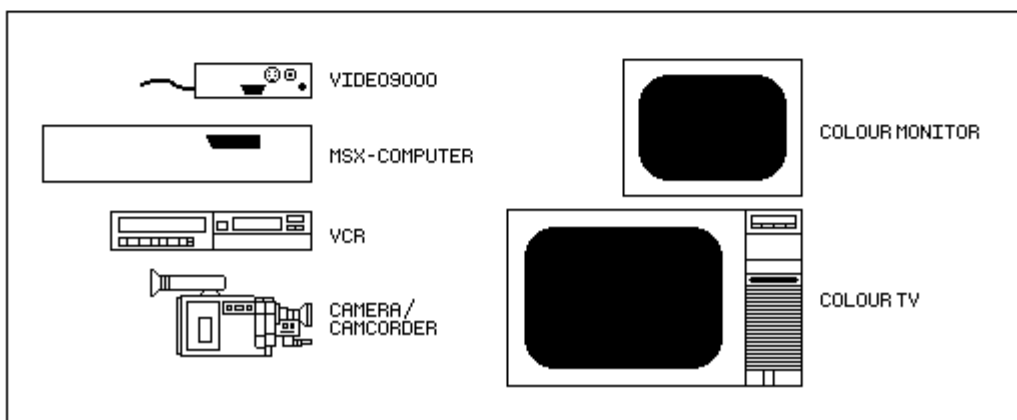 VIDEO9000
MSX-COMPUTER
VCR
CAMERA/
CAMCORDER
COLOUR MONITOR
COLOUR TV